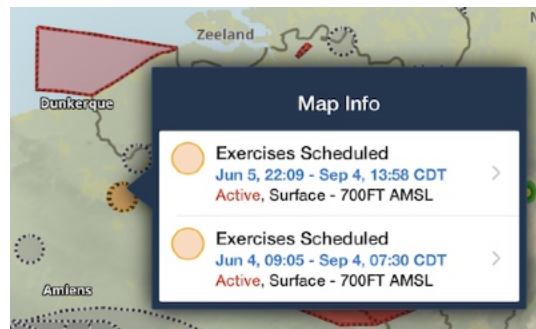 Zeeland
Dunkerque
Map Info
Exercises Scheduled
Jun 5, 22:09 - Sep 4, 13:58 CDT
Active, Surface - 700FT AMSL
Exercises Scheduled
Jun 4, 09:05 - Sep 4, 07:30 CDT
Active, Surface - 700FT AMSL
Amiens